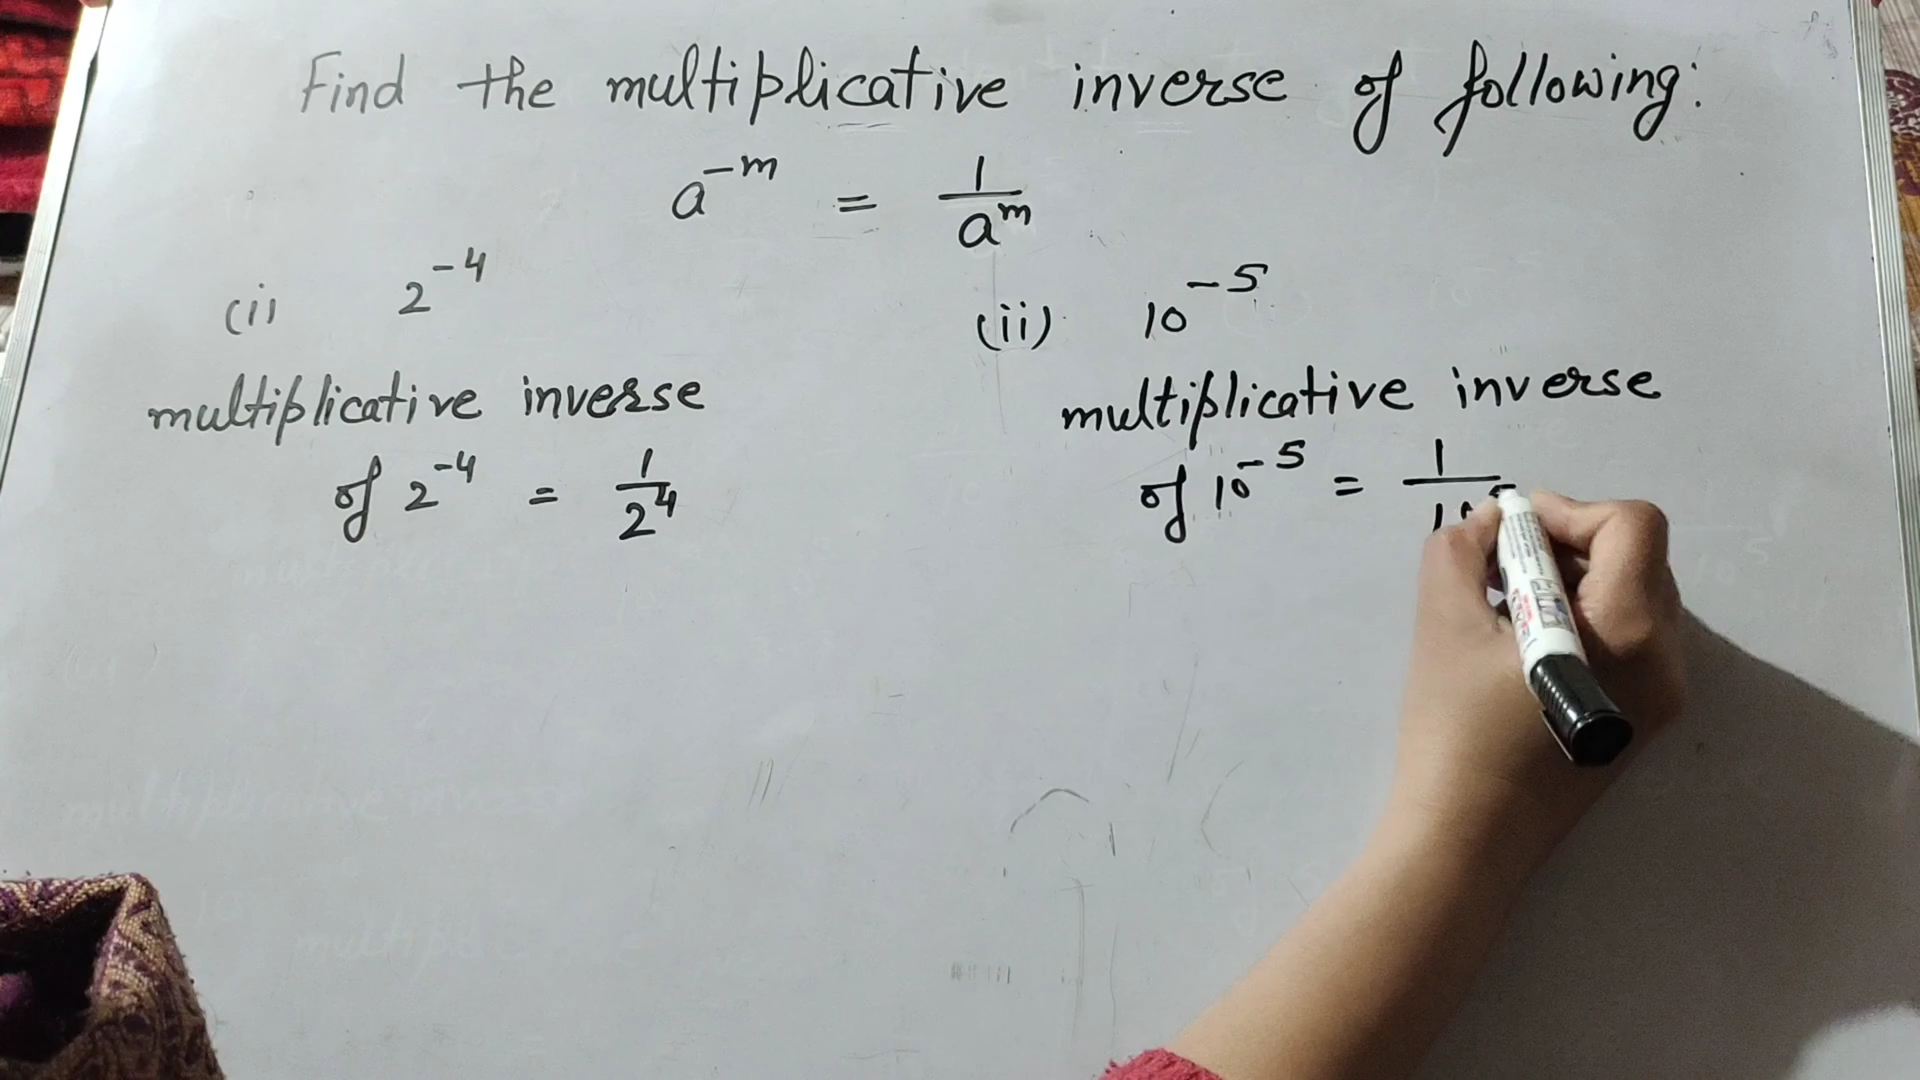 Find the multiplicative inverse of following:
a^-m = 1/a^m
(i) 2^-4
(ii) 10^-5
multiplicative inverse
of 2^-4 = 1/2^4
multiplicative inverse
of 10^-5 = 1/10